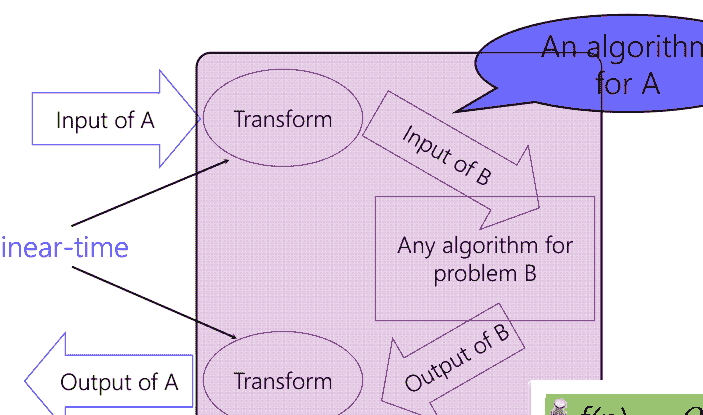 An algorithm
for A
Input of A
Transform
Input of B
inear-time
Any algorithm for
problem B
Output of B
Output of A
Transform